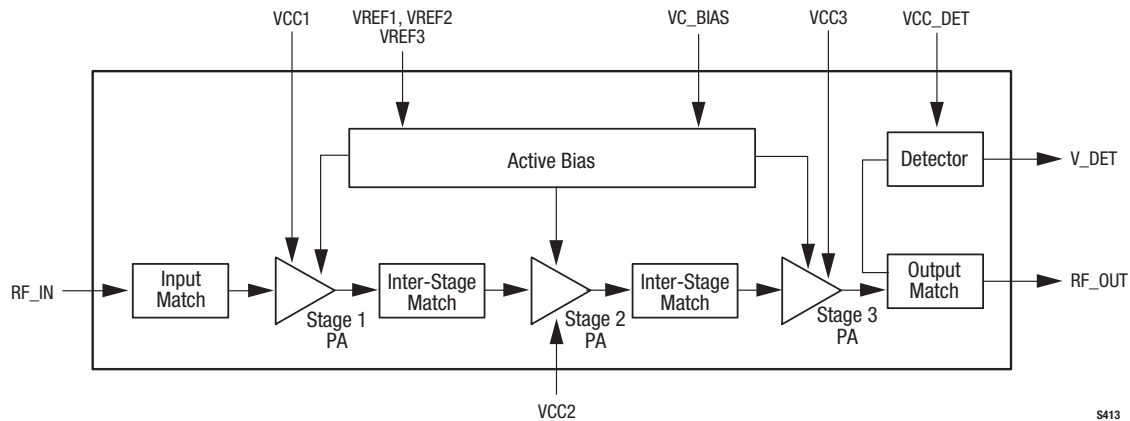 VCC1
VREF1, VREF2
VREF3
VC_BIAS
VCC3
VCC_DET
Active Bias
Detector
V_DET
RF_IN
Input
Match
Stage 1
PA
Inter-Stage
Match
Stage 2
PA
Inter-Stage
Match
Stage 3
PA
Output
Match
RF_OUT
VCC2
S413